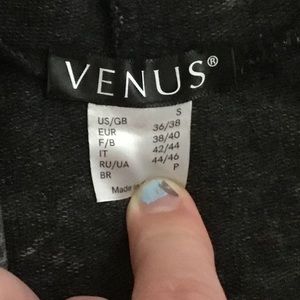 VENUS®
S
US/GB 36/38
EUR 38/40
F/B 42/44
IT 44/46
RU/UA P
BR
Made in